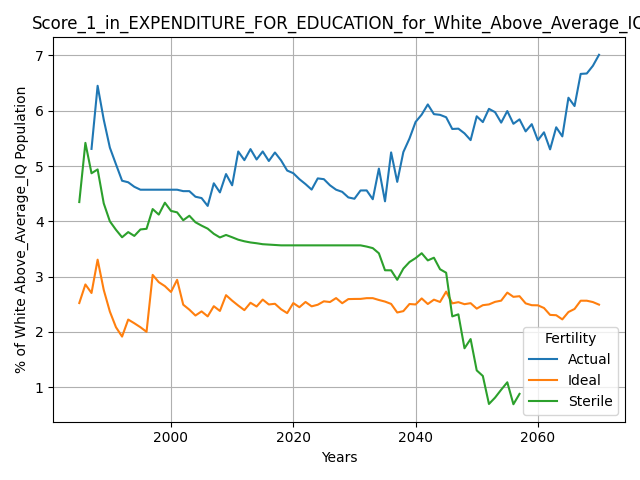 Score_1_in_EXPENDITURE_FOR_EDUCATION_for_White_Above_Average_IQ
% of White Above_Average_IQ Population
7
6
5
4
3
2
1
2000 2020 2040 2060
Years
Fertility
Actual
Ideal
Sterile